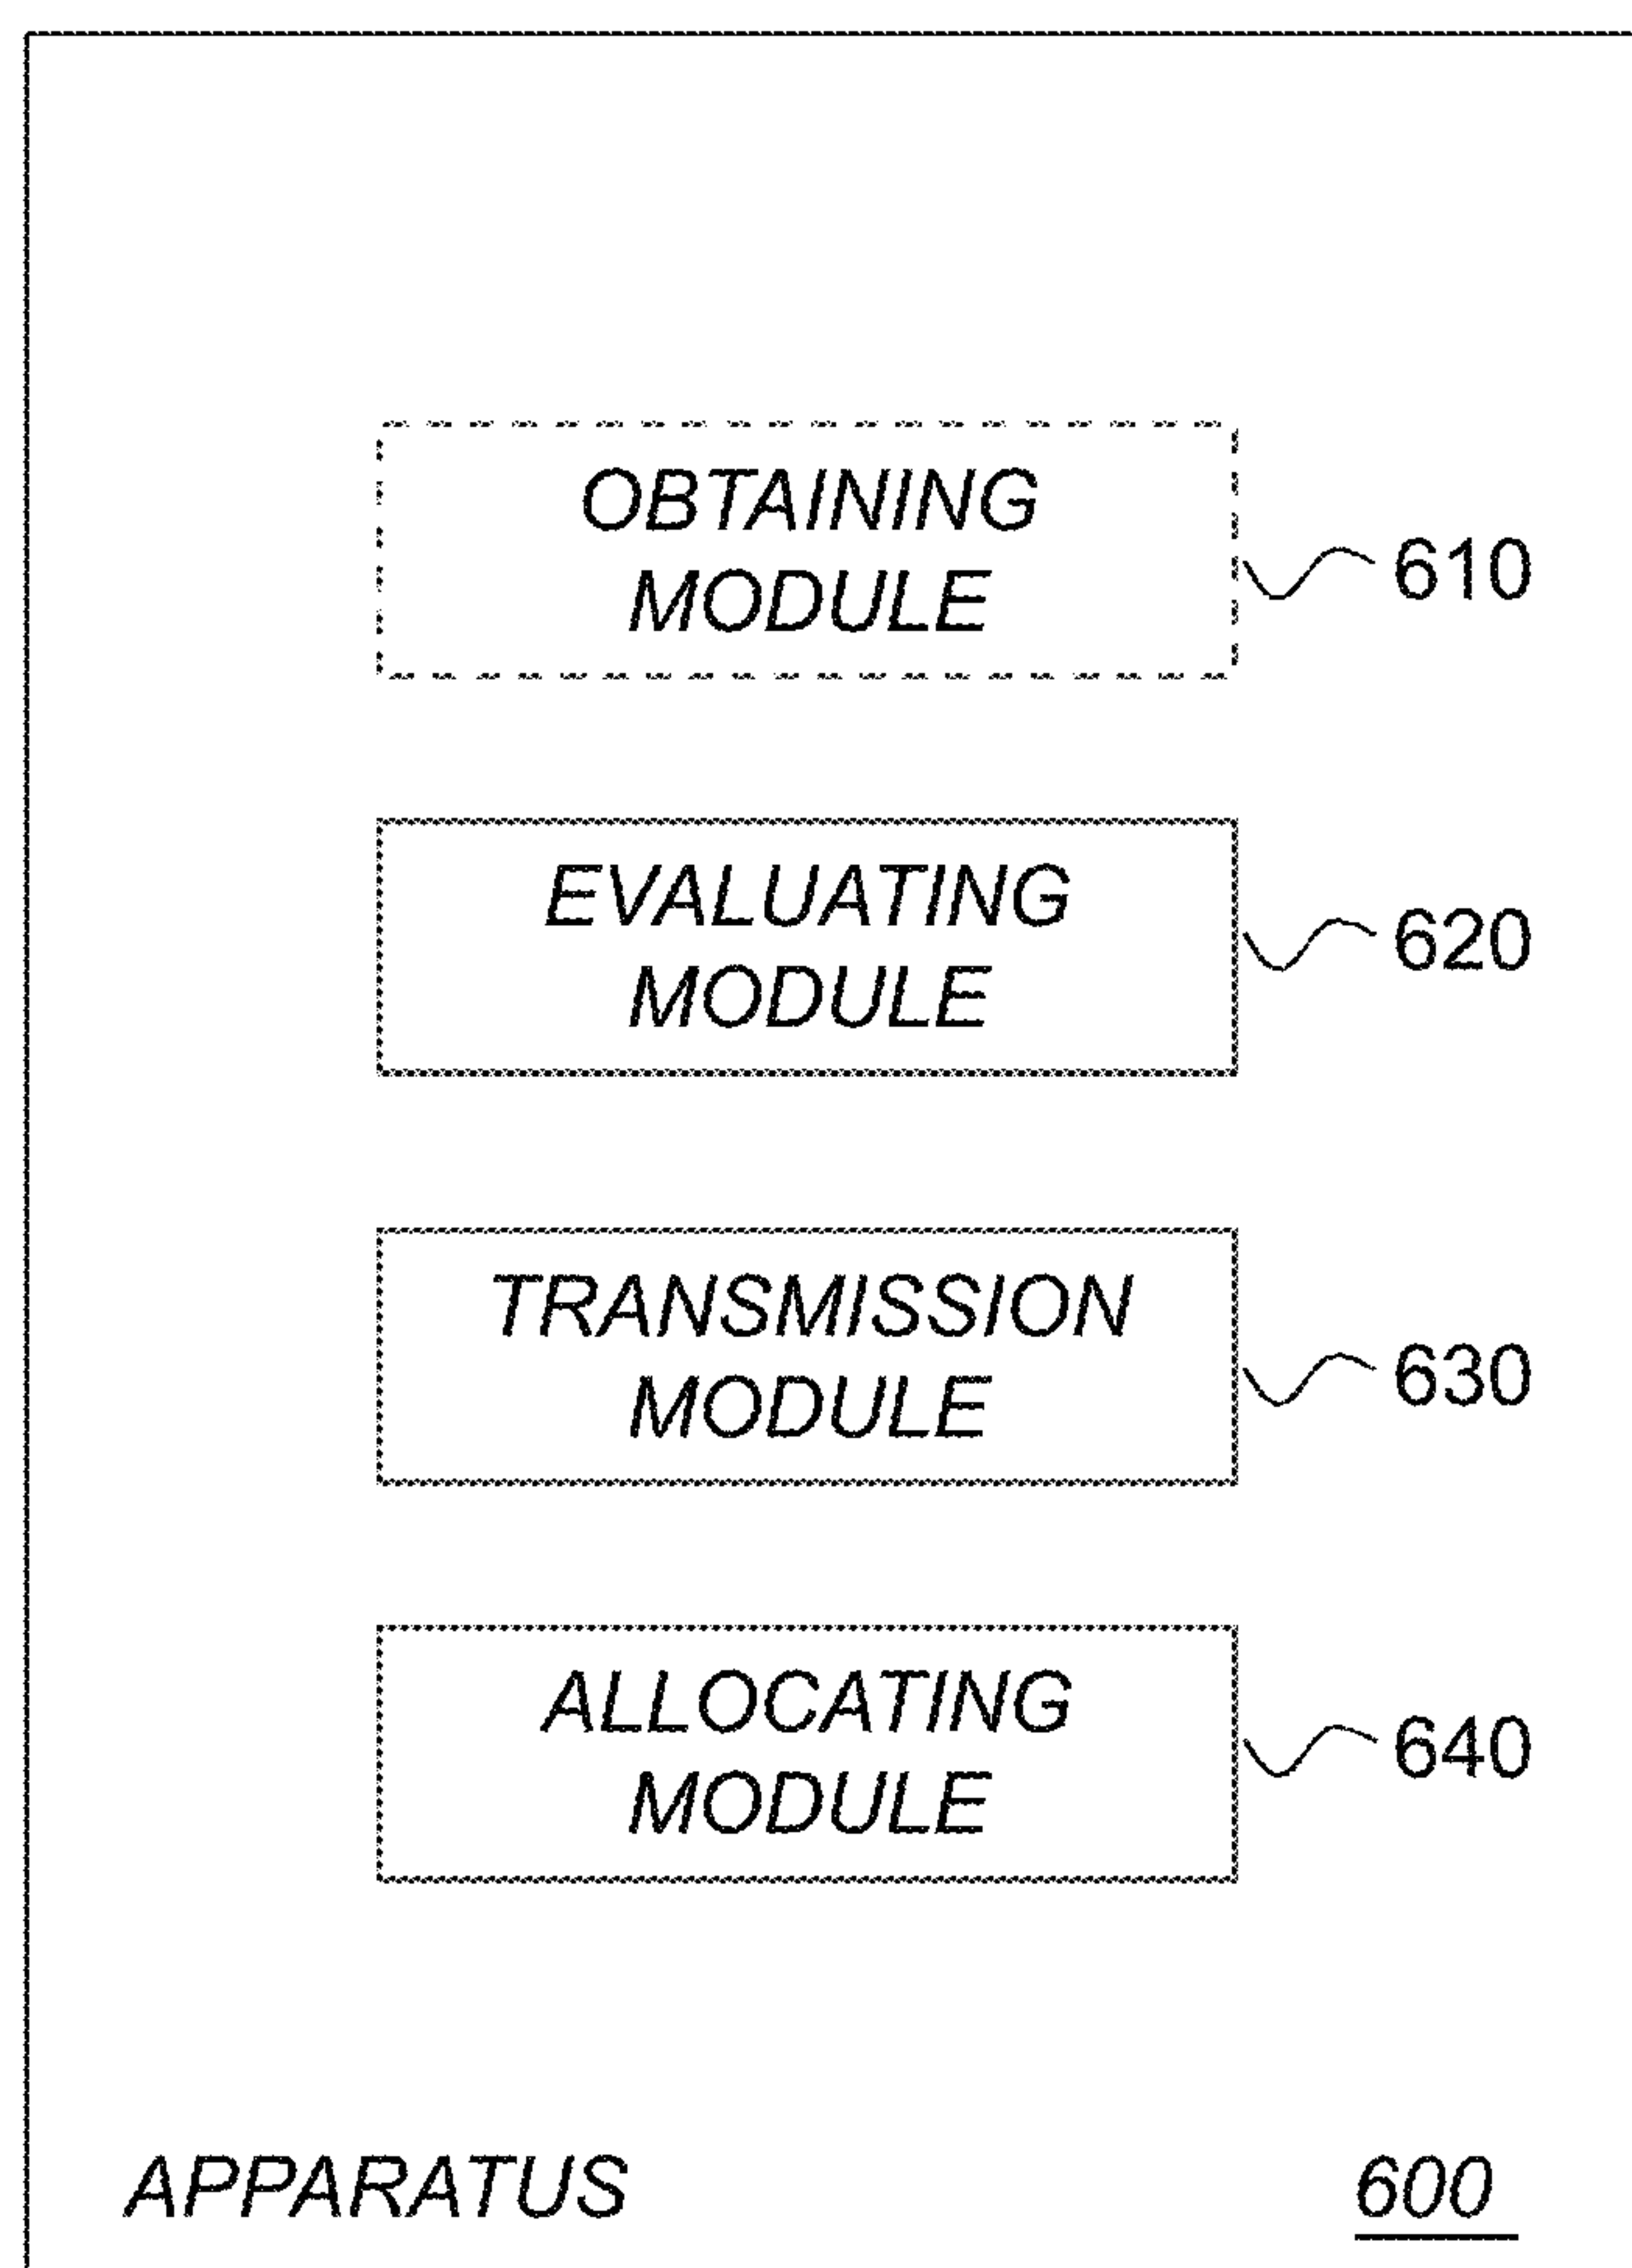 OBTAINING
MODULE
610
EVALUATING
MODULE
620
TRANSMISSION
MODULE
630
ALLOCATING
MODULE
640
APPARATUS 600